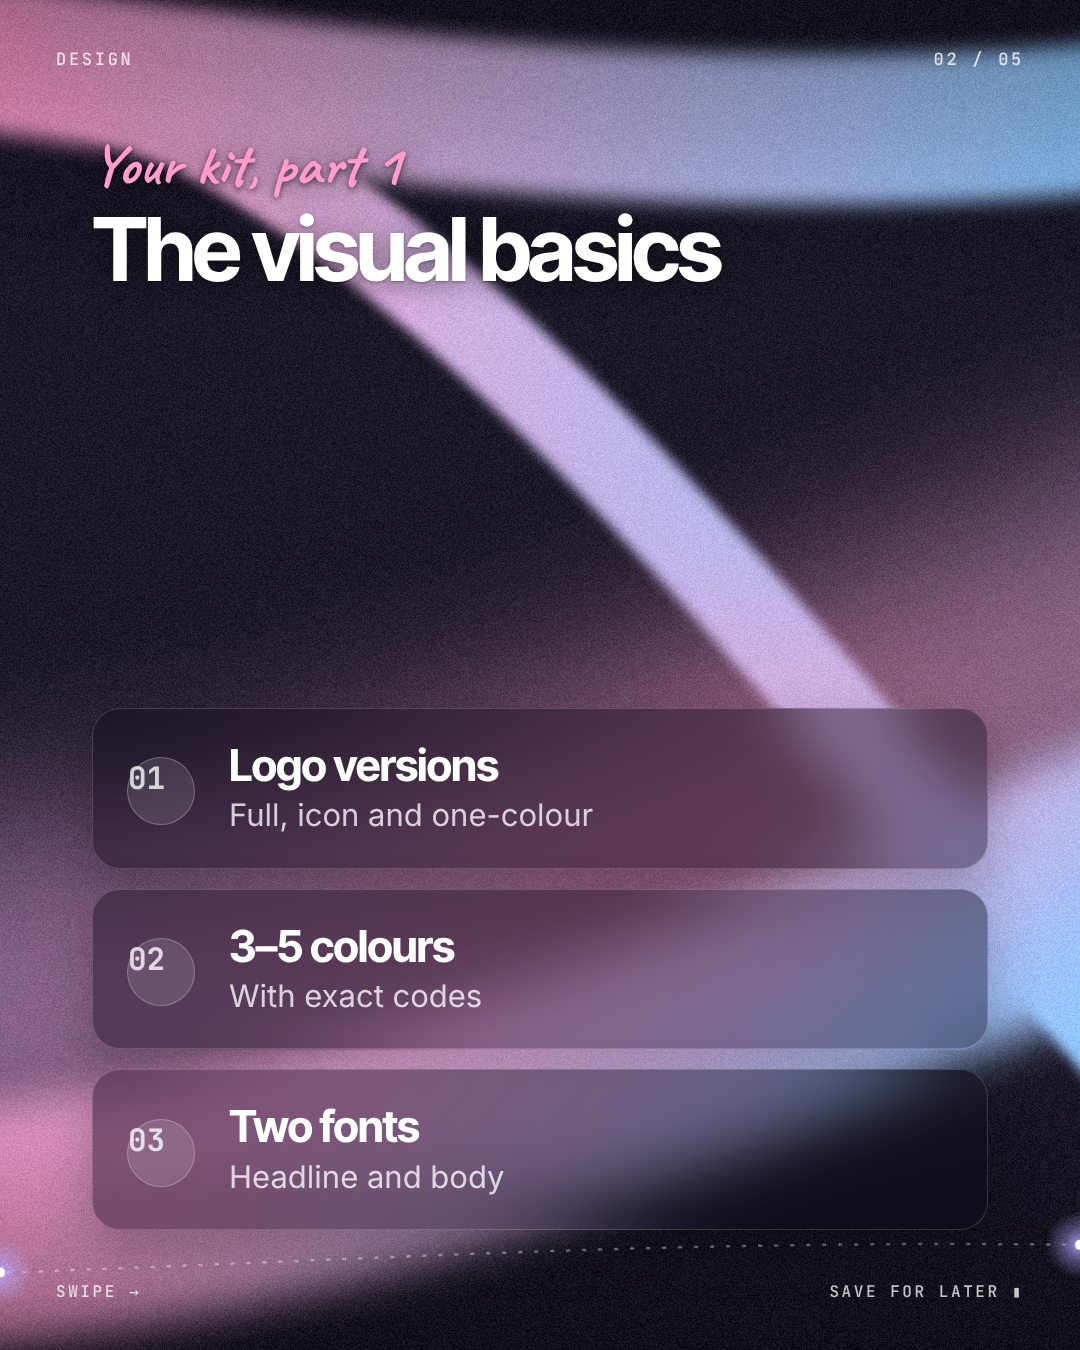 DESIGN
02 / 05
Your kit, part 1
The visual basics
01
Logo versions
Full, icon and one-colour
02
3–5 colours
With exact codes
03
Two fonts
Headline and body
SWIPE →
SAVE FOR LATER ▮